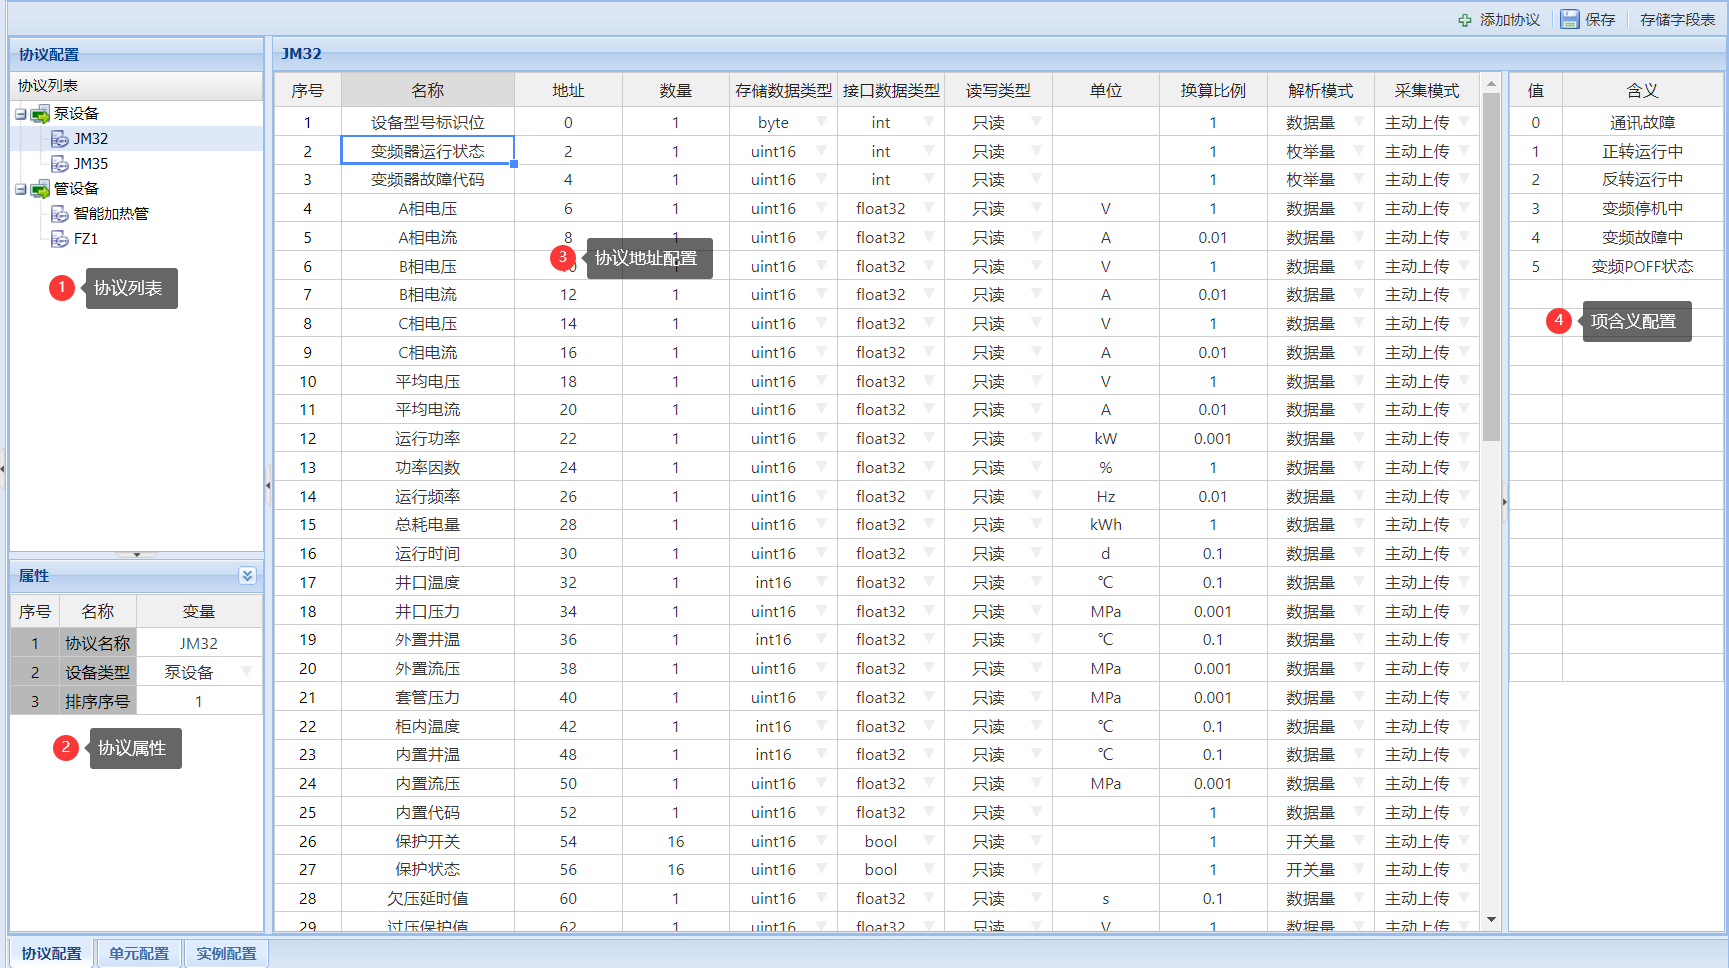 添加协议 保存 存储字段表
协议配置
协议列表
泵设备
JM32
JM35
管设备
智能加热管
FZ1
1 协议列表
属性
序号 名称 变量
1 协议名称 JM32
2 设备类型 泵设备
3 排序序号 1
2 协议属性
JM32
序号 名称 地址 数量 存储数据类型 接口数据类型 读写类型 单位 换算比例 解析模式 采集模式
1 设备型号标识位 0 1 byte int 只读 1 数据量 主动上传
2 变频器运行状态 2 1 uint16 int 只读 1 枚举量 主动上传
3 变频器故障代码 4 1 uint16 int 只读 1 枚举量 主动上传
4 A相电压 6 1 uint16 float32 只读 V 1 数据量 主动上传
5 A相电流 8 1 uint16 float32 只读 A 0.01 数据量 主动上传
3 协议地址配置
6 B相电压 uint16 float32 只读 V 1 数据量 主动上传
7 B相电流 12 1 uint16 float32 只读 A 0.01 数据量 主动上传
8 C相电压 14 1 uint16 float32 只读 V 1 数据量 主动上传
9 C相电流 16 1 uint16 float32 只读 A 0.01 数据量 主动上传
10 平均电压 18 1 uint16 float32 只读 V 1 数据量 主动上传
11 平均电流 20 1 uint16 float32 只读 A 0.01 数据量 主动上传
12 运行功率 22 1 uint16 float32 只读 kW 0.001 数据量 主动上传
13 功率因数 24 1 uint16 float32 只读 % 1 数据量 主动上传
14 运行频率 26 1 uint16 float32 只读 Hz 0.01 数据量 主动上传
15 总耗电量 28 1 uint16 float32 只读 kWh 1 数据量 主动上传
16 运行时间 30 1 uint16 float32 只读 d 0.1 数据量 主动上传
17 井口温度 32 1 int16 float32 只读 ℃ 0.1 数据量 主动上传
18 井口压力 34 1 uint16 float32 只读 MPa 0.001 数据量 主动上传
19 外置井温 36 1 int16 float32 只读 ℃ 0.1 数据量 主动上传
20 外置流压 38 1 uint16 float32 只读 MPa 0.001 数据量 主动上传
21 套管压力 40 1 uint16 float32 只读 MPa 0.001 数据量 主动上传
22 柜内温度 42 1 int16 float32 只读 ℃ 0.1 数据量 主动上传
23 内置井温 48 1 int16 float32 只读 ℃ 0.1 数据量 主动上传
24 内置流压 50 1 uint16 float32 只读 MPa 0.001 数据量 主动上传
25 内置代码 52 1 uint16 float32 只读 1 数据量 主动上传
26 保护开关 54 16 uint16 bool 只读 1 开关量 主动上传
27 保护状态 56 16 uint16 bool 只读 1 开关量 主动上传
28 欠压延时值 60 1 uint16 float32 只读 s 0.1 数据量 主动上传
29 过压保护值 62 1 uint16 float32 只读 V 1 数据量 主动上传
值 含义
0 通讯故障
1 正转运行中
2 反转运行中
3 变频停机中
4 变频故障中
5 变频POFF状态
4 项含义配置
协议配置 单元配置 实例配置